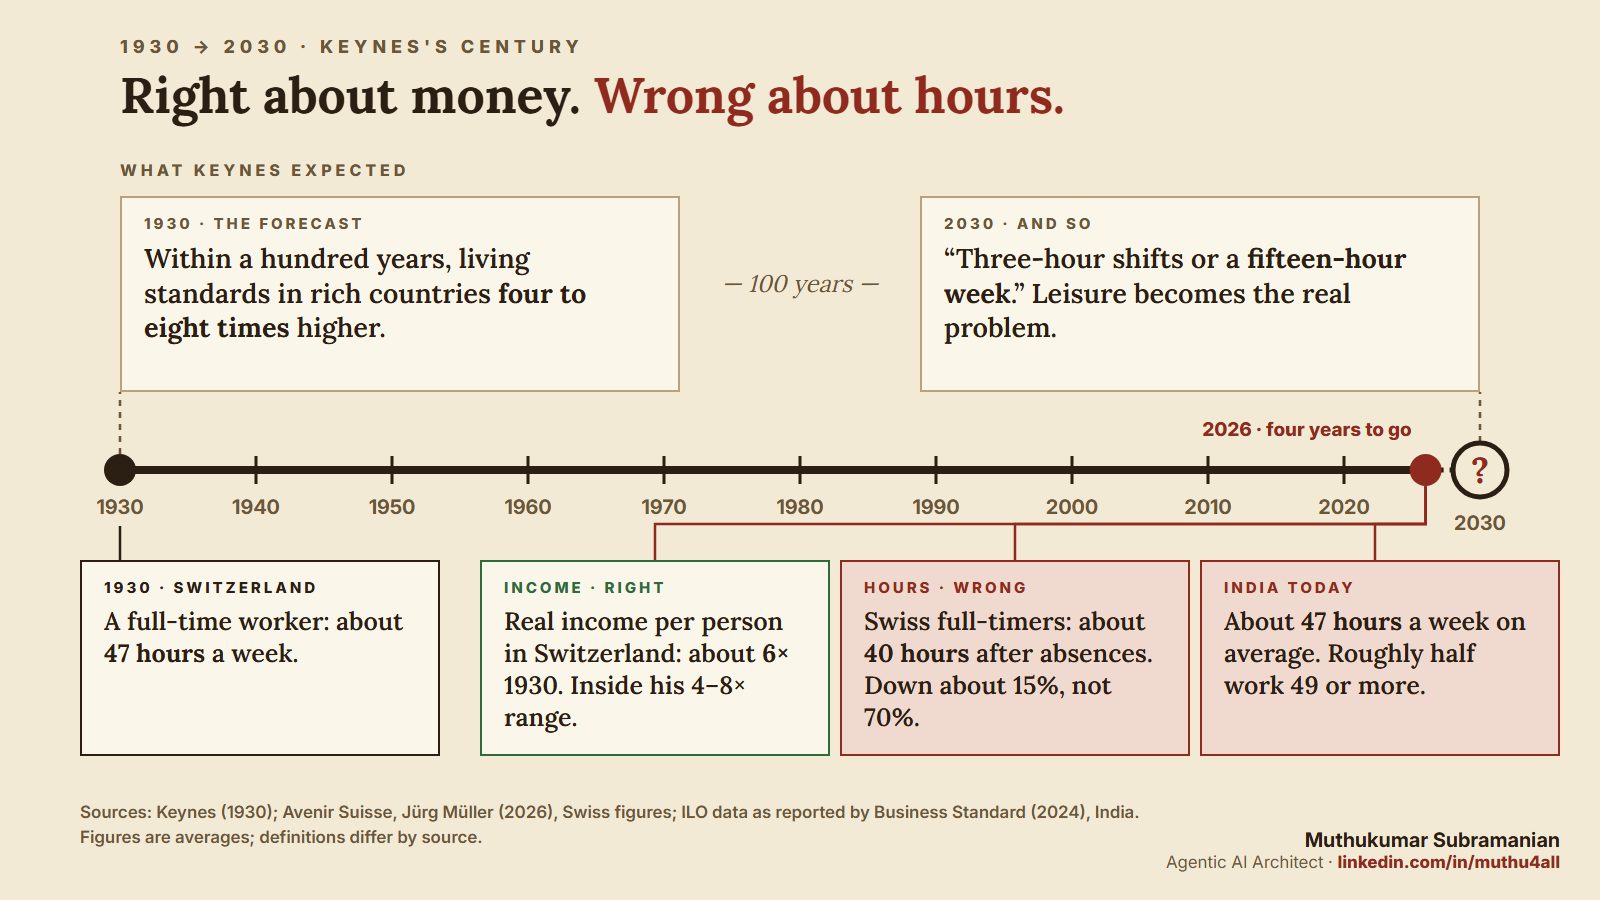 1930 → 2030 · KEYNES'S CENTURY
Right about money. Wrong about hours.
WHAT KEYNES EXPECTED
1930 · THE FORECAST
Within a hundred years, living
standards in rich countries four to
eight times higher.
— 100 years —
2030 · AND SO
“Three-hour shifts or a fifteen-hour
week.” Leisure becomes the real
problem.
2026 · four years to go
?
1930 1940 1950 1960 1970 1980 1990 2000 2010 2020 2030
1930 · SWITZERLAND
A full-time worker: about
47 hours a week.
INCOME · RIGHT
Real income per person
in Switzerland: about 6×
1930. Inside his 4–8×
range.
HOURS · WRONG
Swiss full-timers: about
40 hours after absences.
Down about 15%, not
70%.
INDIA TODAY
About 47 hours a week on
average. Roughly half
work 49 or more.
Sources: Keynes (1930); Avenir Suisse, Jürg Müller (2026), Swiss figures; ILO data as reported by Business Standard (2024), India.
Figures are averages; definitions differ by source.
Muthukumar Subramanian
Agentic AI Architect · linkedin.com/in/muthu4all